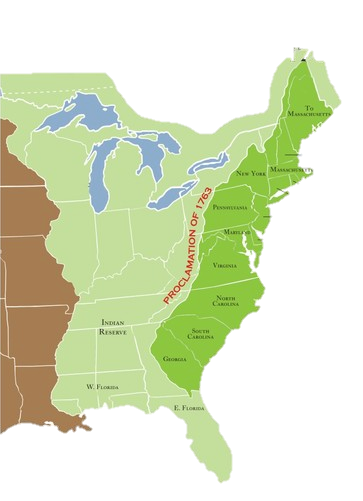 To
Massachusetts
New York
Massachusetts
Pennsylvania
Maryland
Virginia
North
Carolina
South
Carolina
Georgia
PROCLAMATION OF 1763
Indian
Reserve
W. Florida
E. Florida